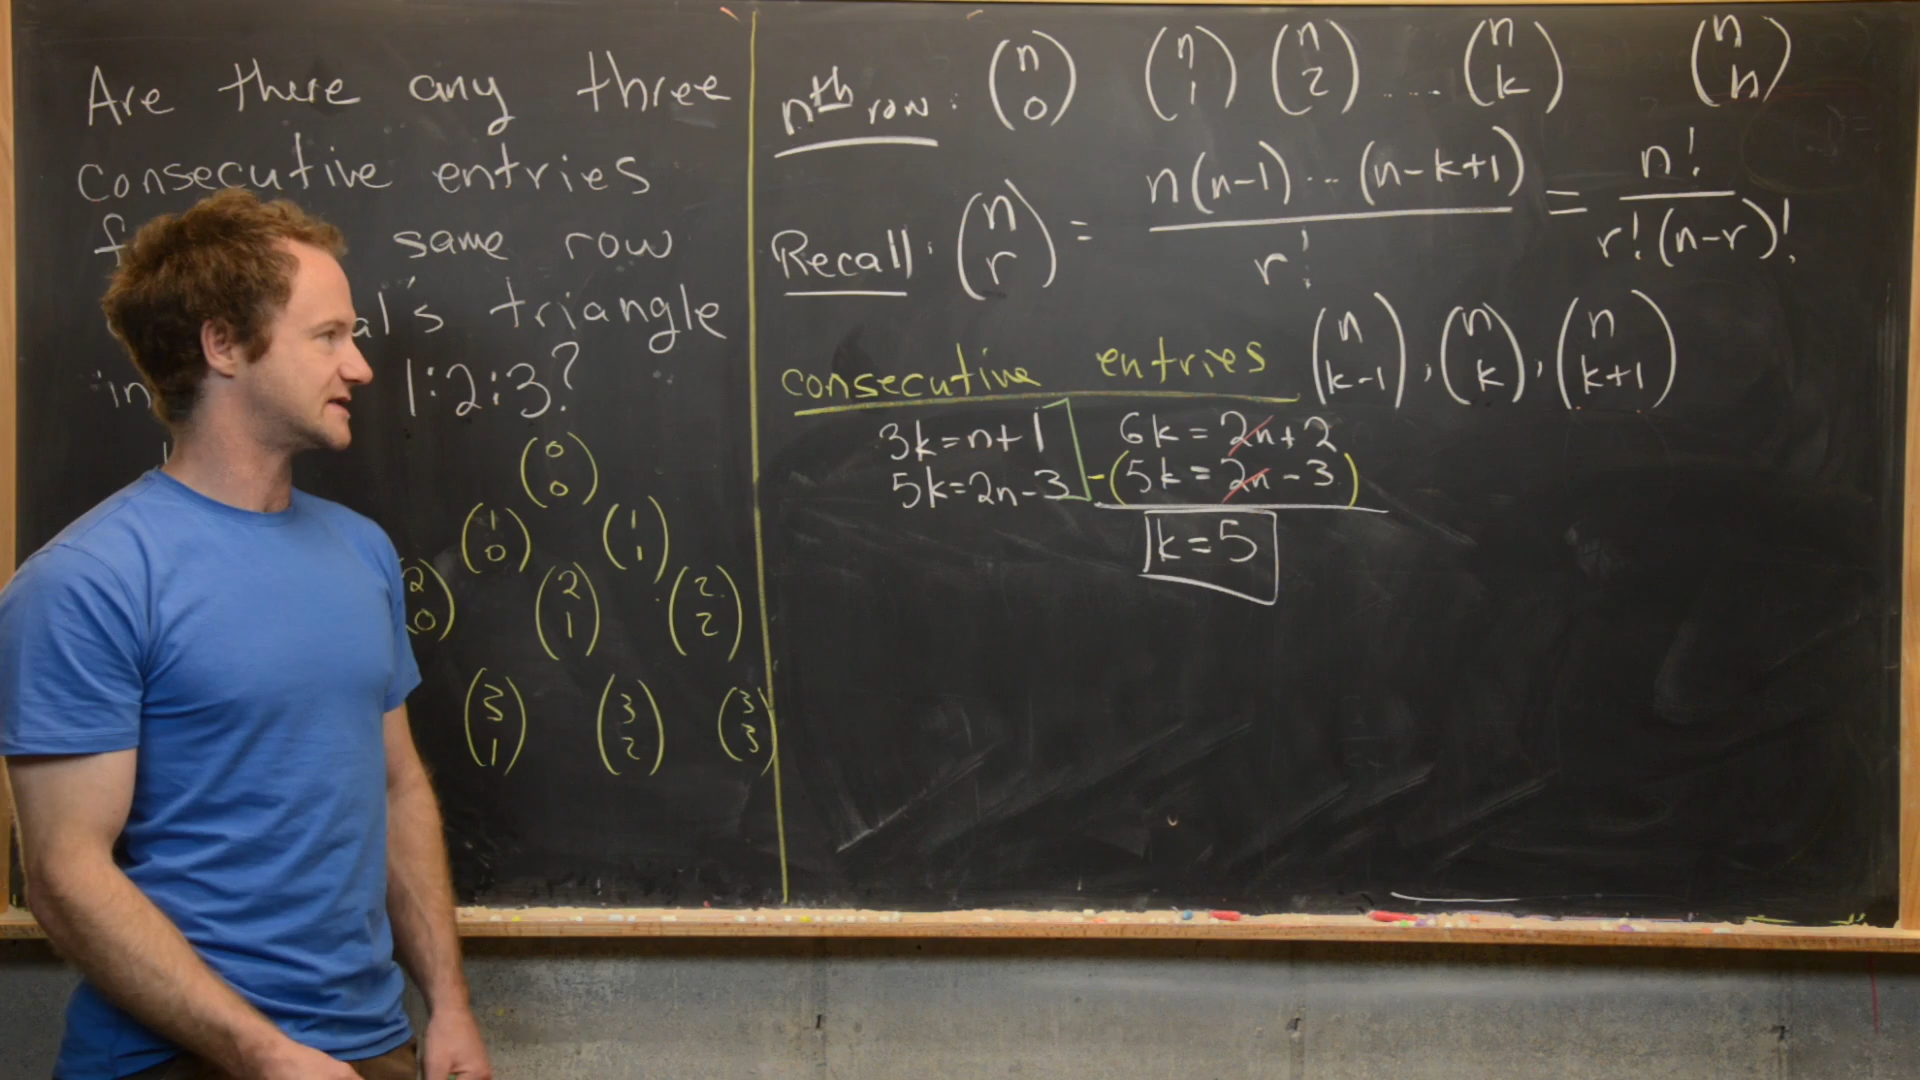 Are there any three
consecutive entries
same row
triangle
in 1:2:3?
(0 0)
(1 0) (1 1)
(2 0) (2 1) (2 2)
(3 1) (3 2) (3 3)
nth row: (n 0) (n 1) (n 2) .... (n k) (n n)
Recall: (n r) = n(n-1)...(n-k+1) / r! = n! / r!(n-r)!
consecutive entries (n k-1), (n k), (n k+1)
3k=n+1 6k=2n+2
5k=2n-3 -(5k=2n-3)
k=5